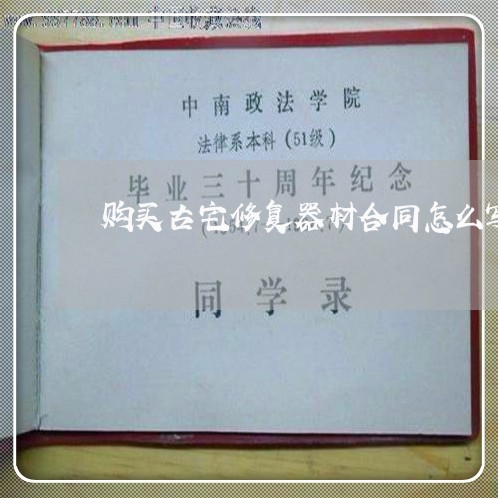 中南政法学院
法律系本科(51级)
毕业三十周年纪念
购买古宅修复器材合同怎么写
同学录